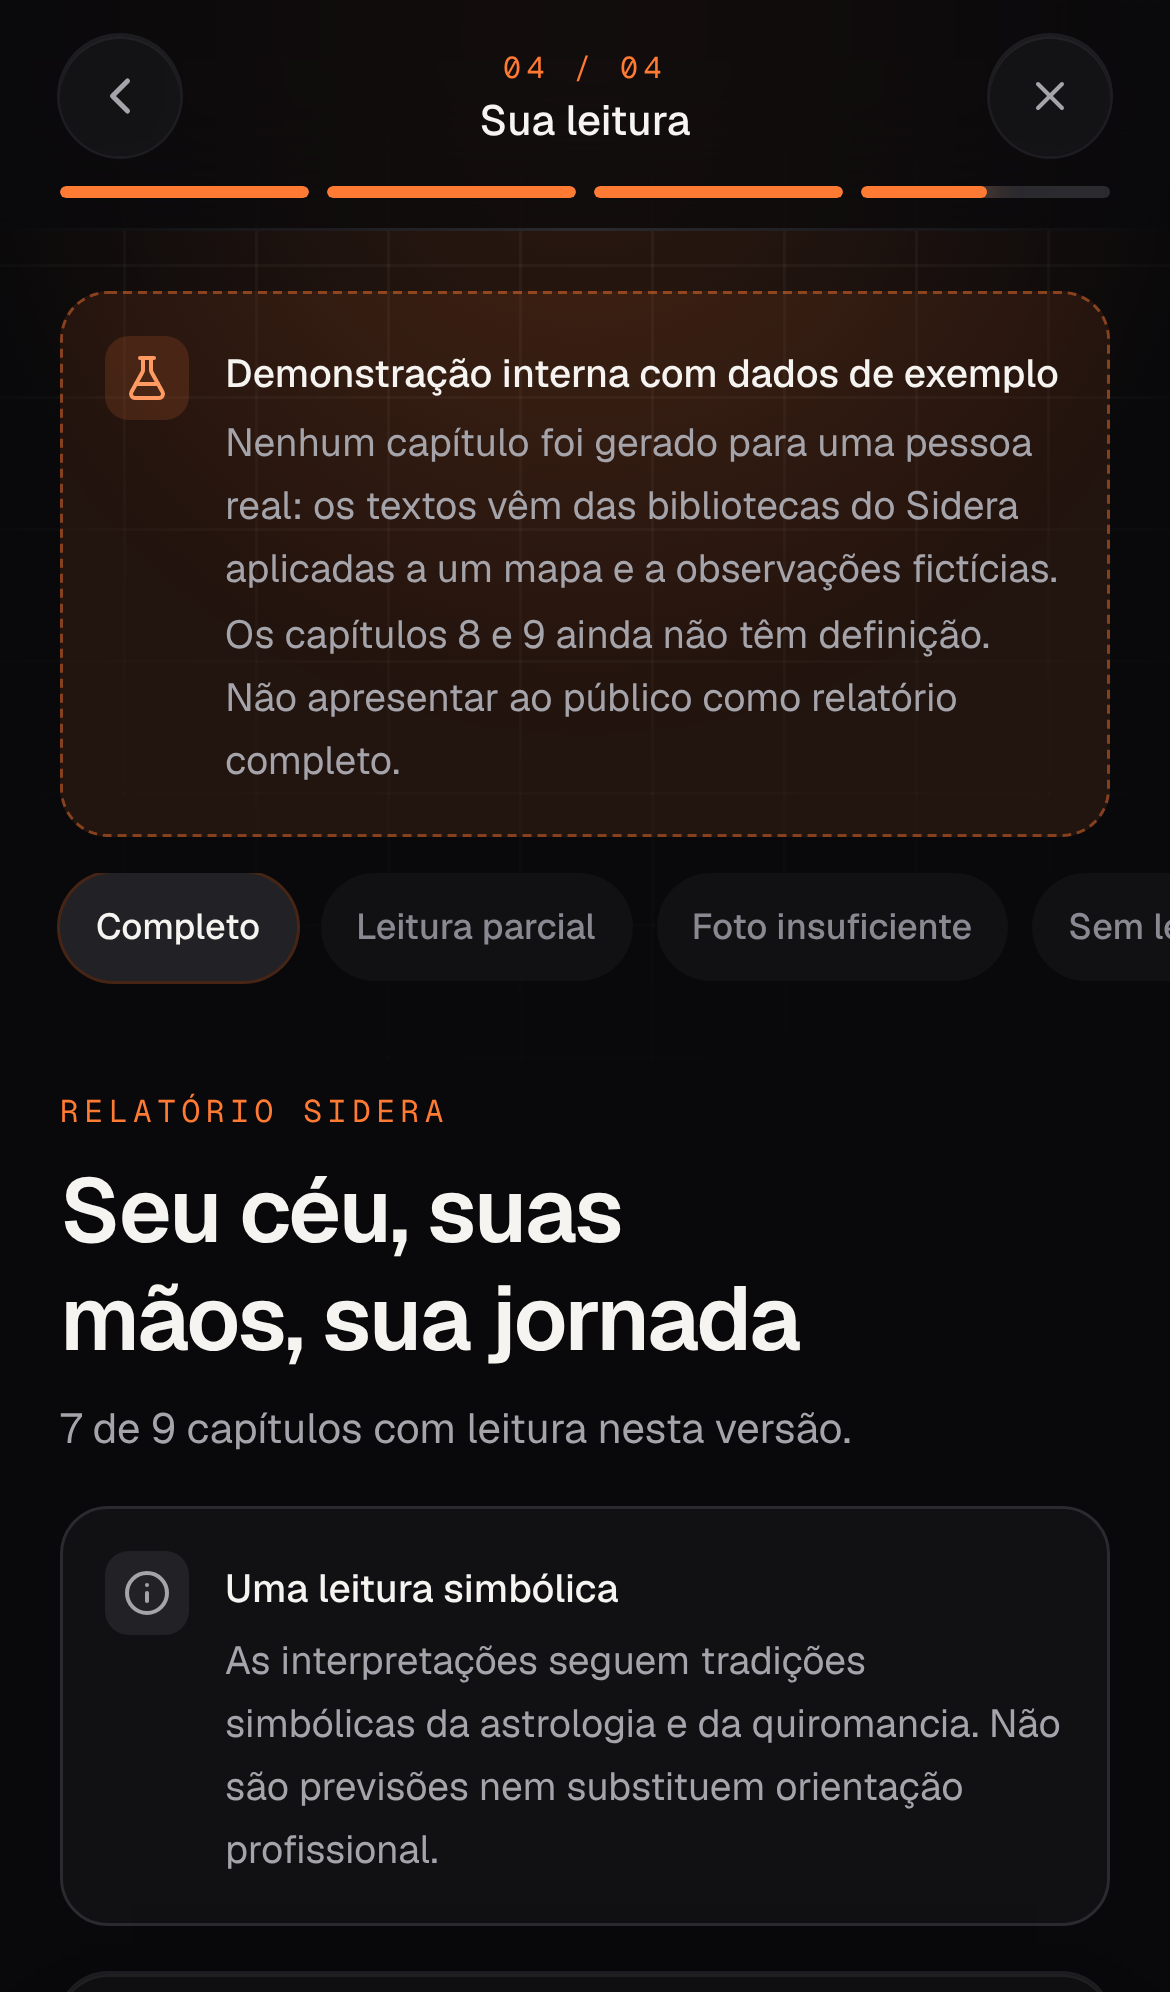 04 / 04
Sua leitura
Demonstração interna com dados de exemplo
Nenhum capítulo foi gerado para uma pessoa
real: os textos vêm das bibliotecas do Sidera
aplicadas a um mapa e a observações fictícias.
Os capítulos 8 e 9 ainda não têm definição.
Não apresentar ao público como relatório
completo.
Completo
Leitura parcial
Foto insuficiente
Sem
RELATÓRIO SIDERA
Seu céu, suas
mãos, sua jornada
7 de 9 capítulos com leitura nesta versão.
Uma leitura simbólica
As interpretações seguem tradições
simbólicas da astrologia e da quiromancia. Não
são previsões nem substituem orientação
profissional.